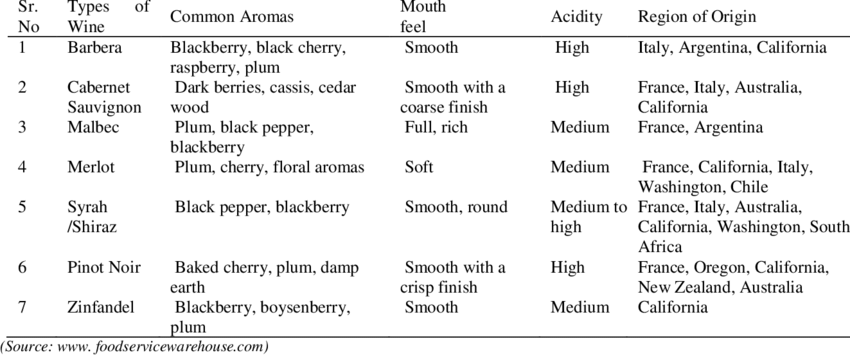 Sr. No Types of Wine Common Aromas Mouth feel Acidity Region of Origin
1 Barbera Blackberry, black cherry, raspberry, plum Smooth High Italy, Argentina, California
2 Cabernet Sauvignon Dark berries, cassis, cedar wood Smooth with a coarse finish High France, Italy, Australia, California
3 Malbec Plum, black pepper, blackberry Full, rich Medium France, Argentina
4 Merlot Plum, cherry, floral aromas Soft Medium France, California, Italy, Washington, Chile
5 Syrah /Shiraz Black pepper, blackberry Smooth, round Medium to high France, Italy, Australia, California, Washington, South Africa
6 Pinot Noir Baked cherry, plum, damp earth Smooth with a crisp finish High France, Oregon, California, New Zealand, Australia
7 Zinfandel Blackberry, boysenberry, plum Smooth Medium California
(Source: www. foodservicewarehouse.com)